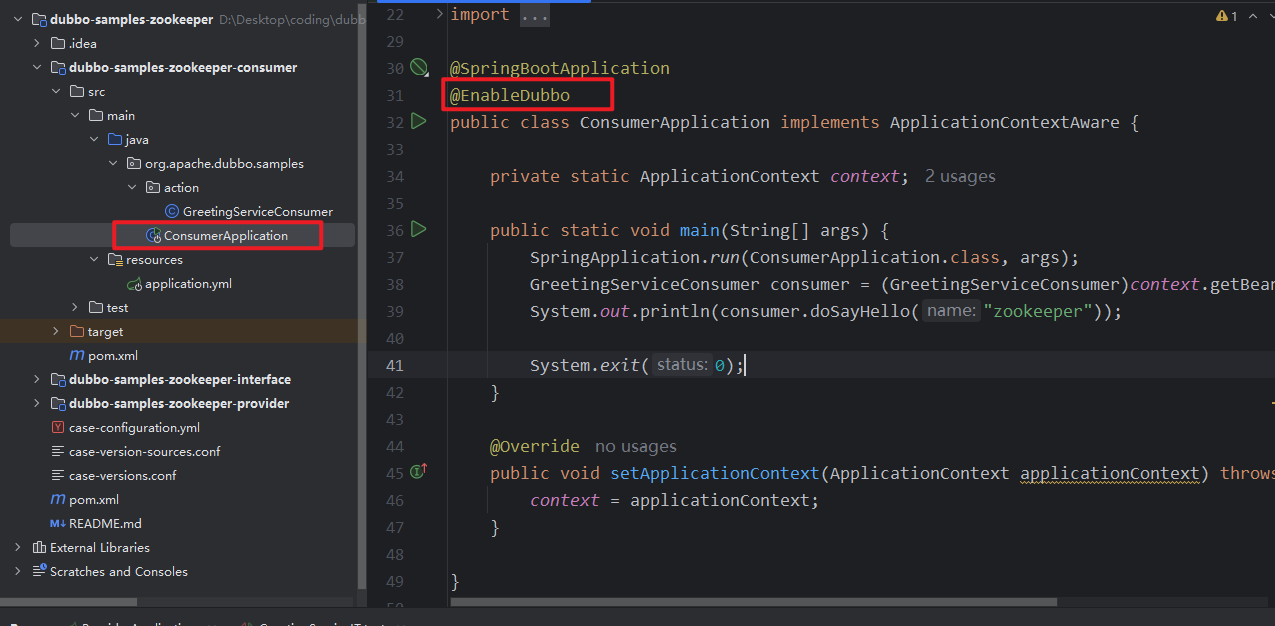 dubbo-samples-zookeeper D:\Desktop\coding\dubb
.idea
dubbo-samples-zookeeper-consumer
src
main
java
org.apache.dubbo.samples
action
GreetingServiceConsumer
ConsumerApplication
resources
application.yml
test
target
pom.xml
dubbo-samples-zookeeper-interface
dubbo-samples-zookeeper-provider
case-configuration.yml
case-version-sources.conf
case-versions.conf
pom.xml
README.md
External Libraries
Scratches and Consoles
1
22 import ...
29
30 @SpringBootApplication
31 @EnableDubbo
32 public class ConsumerApplication implements ApplicationContextAware {
33
34 private static ApplicationContext context; 2 usages
35
36 public static void main(String[] args) {
37 SpringApplication.run(ConsumerApplication.class, args);
38 GreetingServiceConsumer consumer = (GreetingServiceConsumer)context.getBean
39 System.out.println(consumer.doSayHello( name: "zookeeper"));
40
41 System.exit( status: 0);
42 }
43
44 @Override no usages
45 public void setApplicationContext(ApplicationContext applicationContext) throws
46 context = applicationContext;
47 }
48
49 }